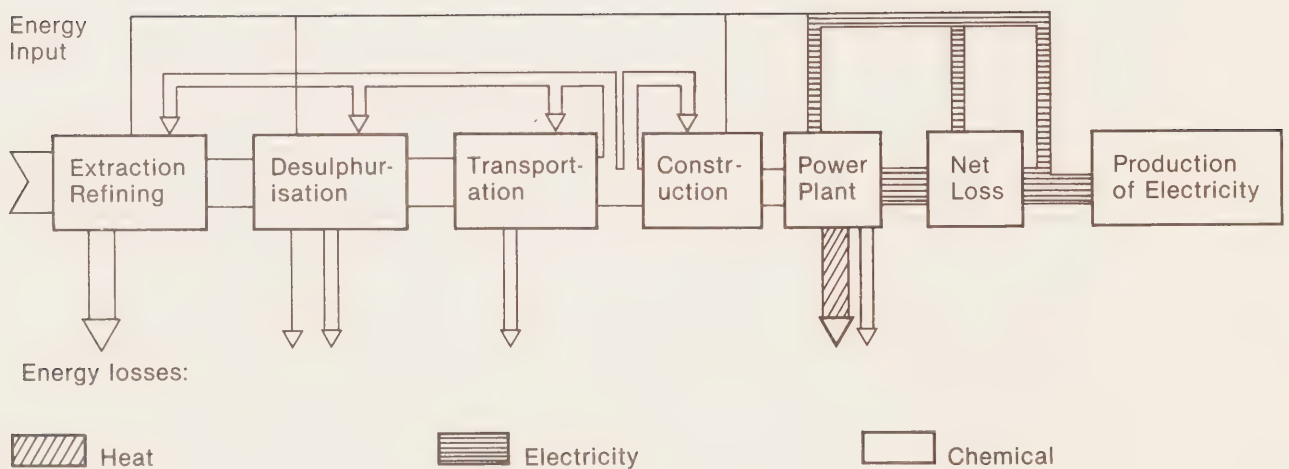 Energy
Input
Extraction
Refining
Desulphur-
isation
Transport-
ation
Constr-
uction
Power
Plant
Net
Loss
Production
of Electricity
Energy losses:
Heat
Electricity
Chemical